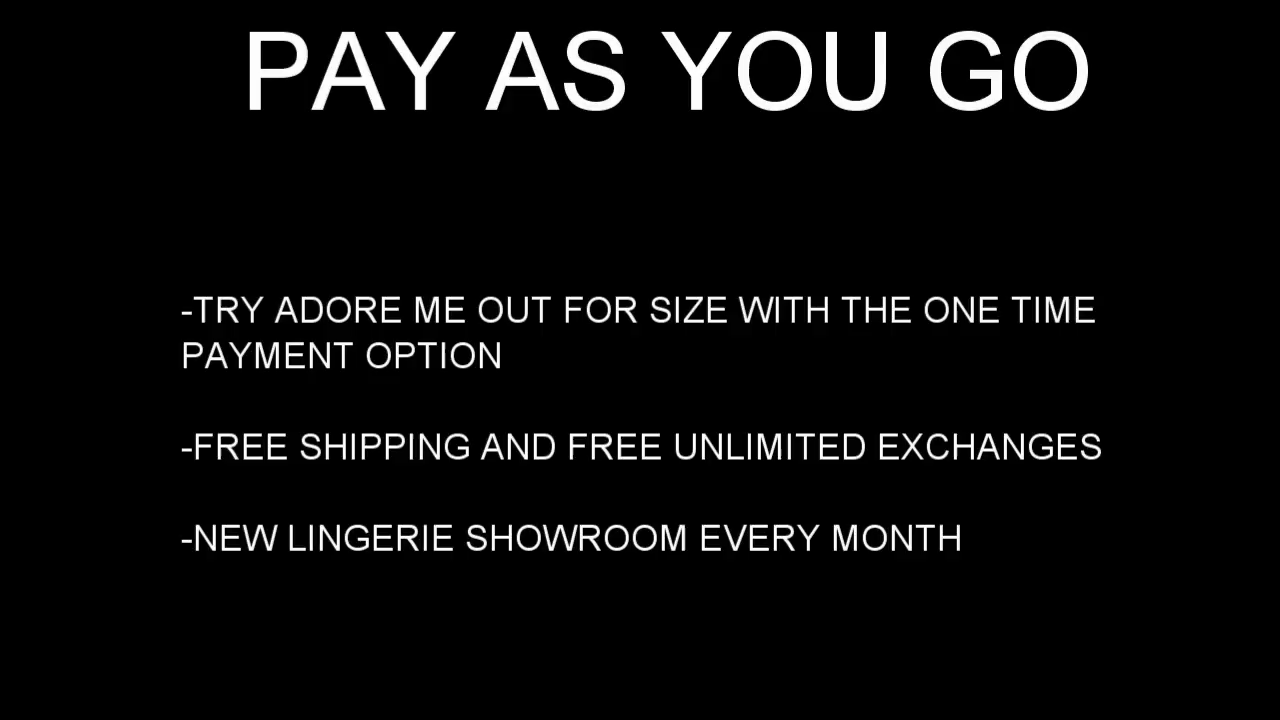 PAY AS YOU GO
-TRY ADORE ME OUT FOR SIZE WITH THE ONE TIME
PAYMENT OPTION
-FREE SHIPPING AND FREE UNLIMITED EXCHANGES
-NEW LINGERIE SHOWROOM EVERY MONTH